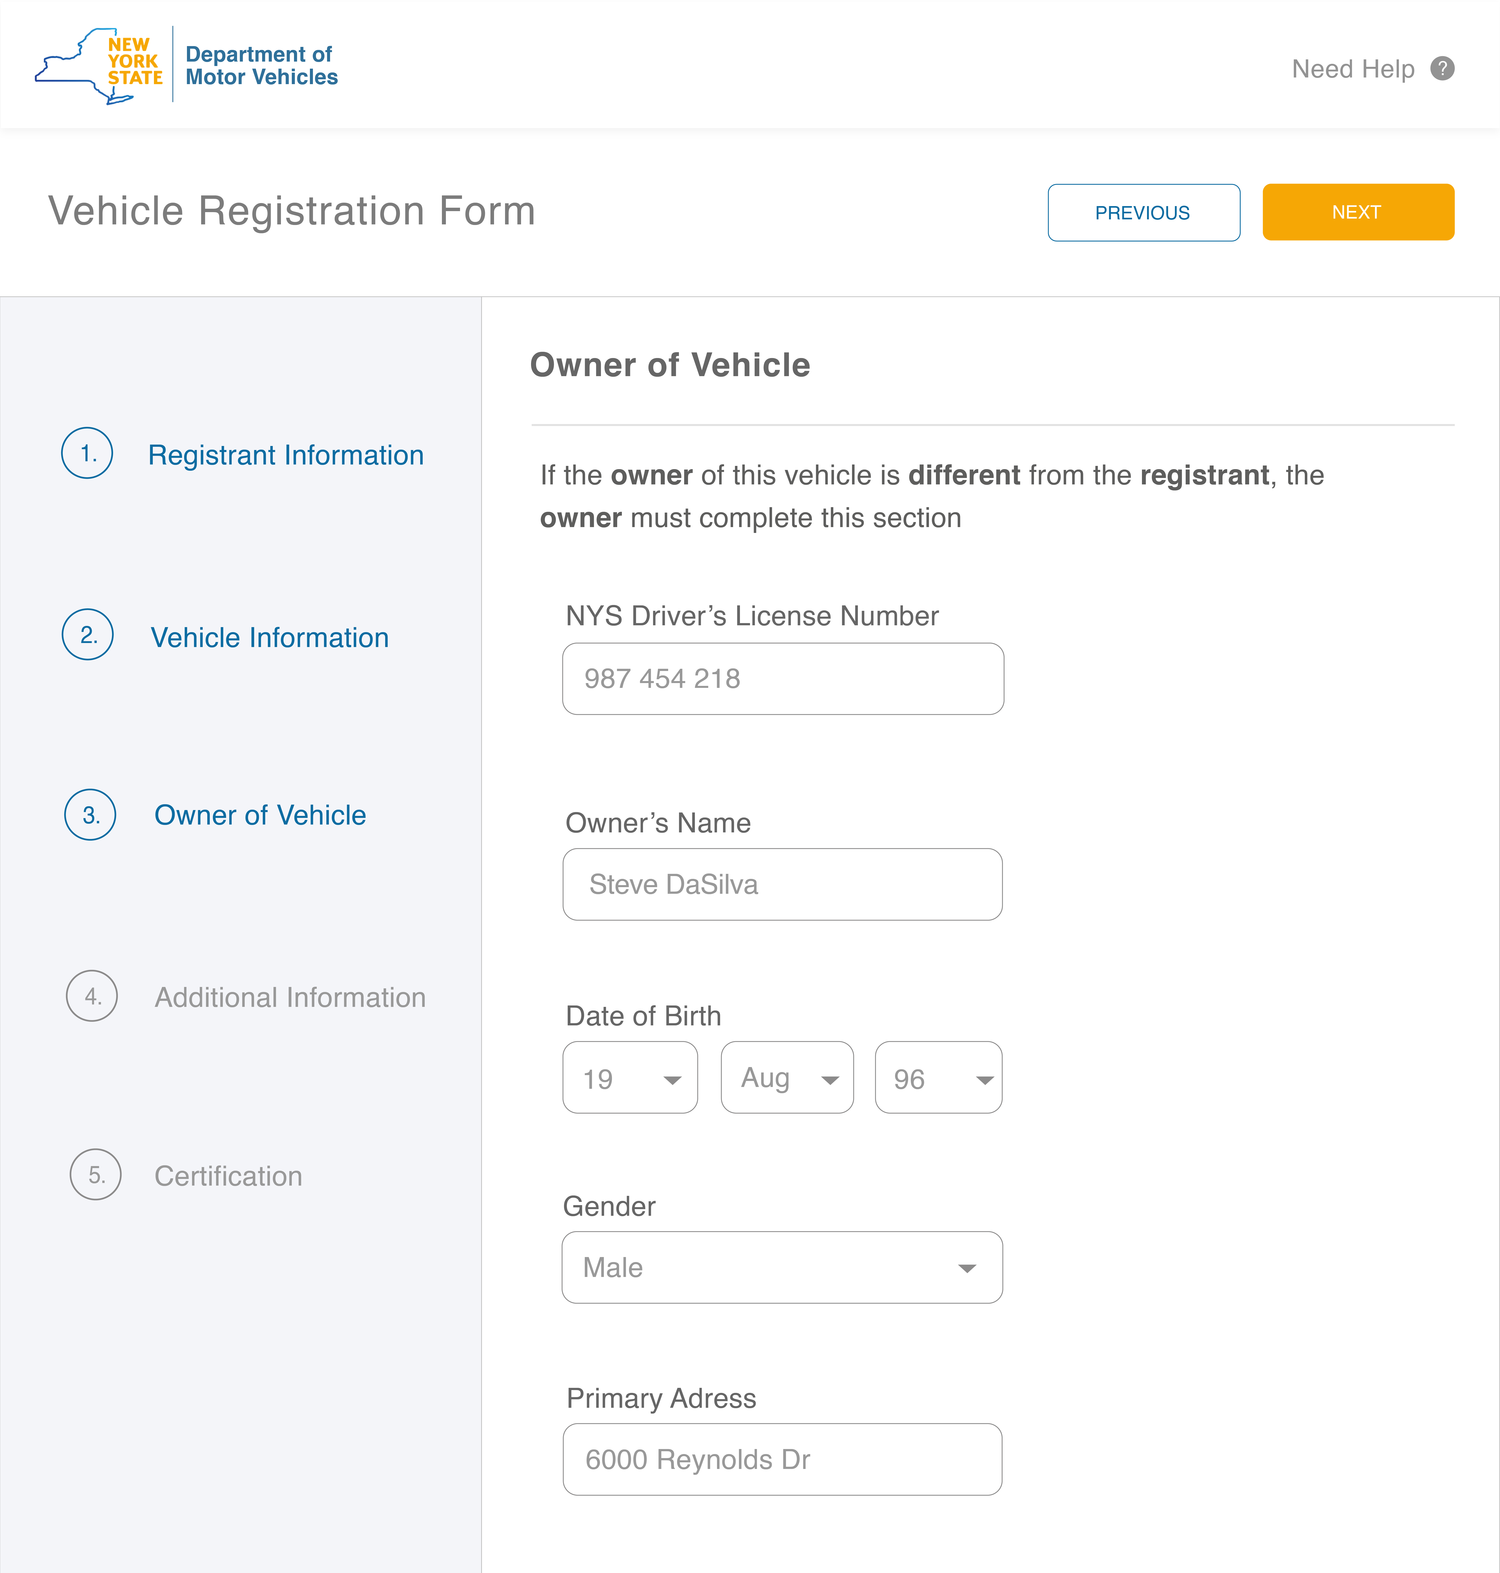 NEW
YORK
STATE
Department of
Motor Vehicles
Need Help ?
Vehicle Registration Form
PREVIOUS
NEXT
1. Registrant Information
2. Vehicle Information
3. Owner of Vehicle
4. Additional Information
5. Certification
Owner of Vehicle
If the owner of this vehicle is different from the registrant, the
owner must complete this section
NYS Driver’s License Number
987 454 218
Owner’s Name
Steve DaSilva
Date of Birth
19 Aug 96
Gender
Male
Primary Adress
6000 Reynolds Dr